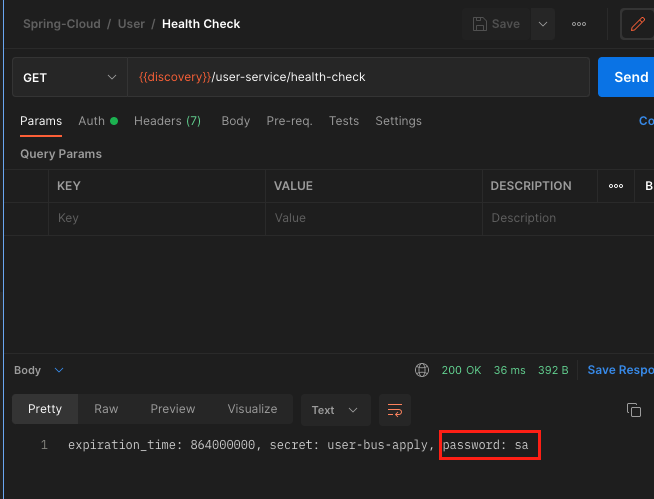 Spring-Cloud / User / Health Check Save ooo
GET {{discovery}}/user-service/health-check Send
Params Auth Headers (7) Body Pre-req. Tests Settings Co
Query Params
KEY VALUE DESCRIPTION ooo B
Key Value Description
Body 200 OK 36 ms 392 B Save Respo
Pretty Raw Preview Visualize Text
1 expiration_time: 864000000, secret: user-bus-apply, password: sa